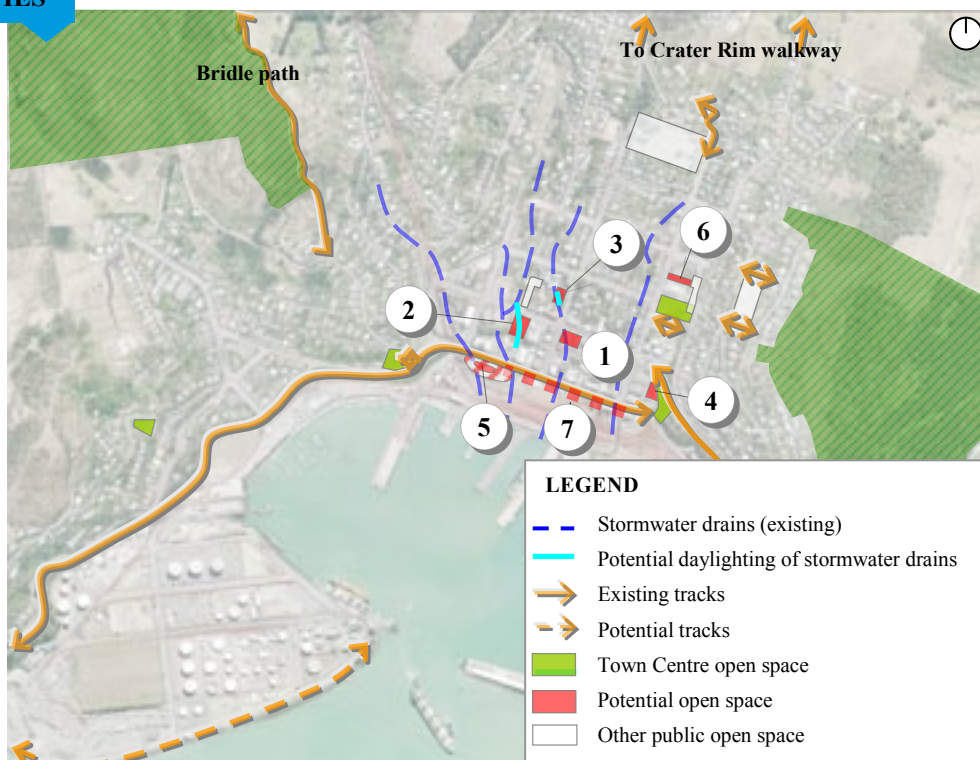 Bridle path
To Crater Rim walkway
6
3
2
1
4
5
7
LEGEND
Stormwater drains (existing)
Potential daylighting of stormwater drains
Existing tracks
Potential tracks
Town Centre open space
Potential open space
Other public open space